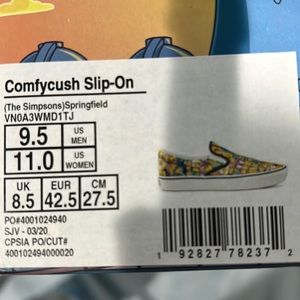 Comfycush Slip-On
(The Simpsons)Springfield
VN0A3WMD1TJ
9.5 US MEN
11.0 US WOMEN
UK EUR CM
8.5 42.5 27.5
PO#4001024940
SJV - 03/20
CPSIA PO/CUT#
400102494000020
1 92827 78237 2